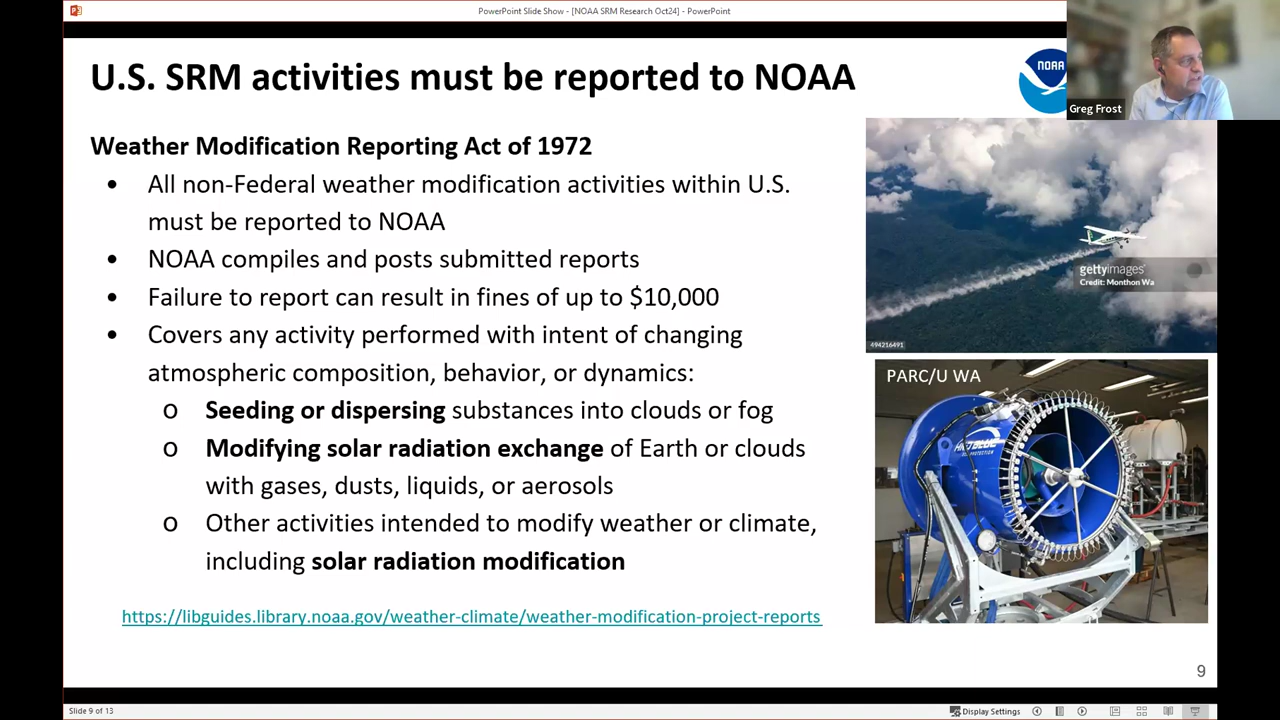 PowerPoint Slide Show - [NOAA SRM Research Oct24] - PowerPoint
U.S. SRM activities must be reported to NOAA
NOAA
Greg Frost
Weather Modification Reporting Act of 1972
• All non-Federal weather modification activities within U.S.
must be reported to NOAA
• NOAA compiles and posts submitted reports
• Failure to report can result in fines of up to $10,000
• Covers any activity performed with intent of changing
atmospheric composition, behavior, or dynamics:
o Seeding or dispersing substances into clouds or fog
o Modifying solar radiation exchange of Earth or clouds
with gases, dusts, liquids, or aerosols
o Other activities intended to modify weather or climate,
including solar radiation modification
https://libguides.library.noaa.gov/weather-climate/weather-modification-project-reports
gettyimages
Credit: Monthon Wa
494216491
PARC/U WA
9
Slide 9 of 13
Display Settings